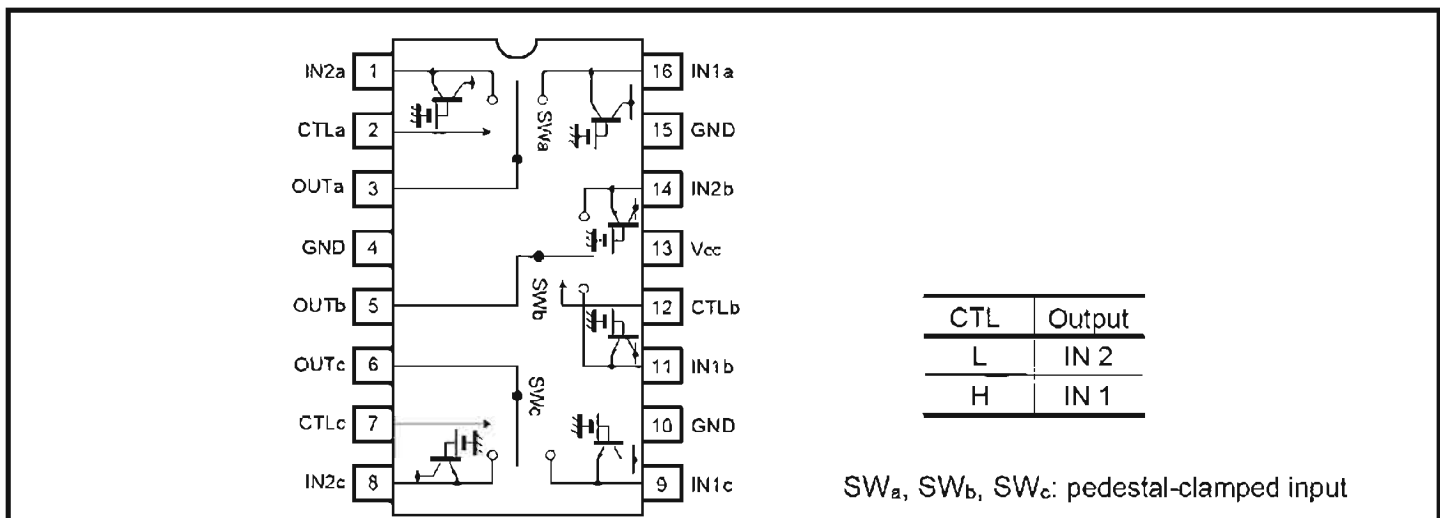 IN2a 1 16 IN1a
CTLa 2 15 GND
OUTa 3 14 IN2b
GND 4 13 Vcc
OUTb 5 12 CTLb
OUTc 6 11 IN1b
CTLc 7 10 GND
IN2c 8 9 IN1c
SWa
SWb
SWc
CTL Output
L IN 2
H IN 1
SWa, SWb, SWc: pedestal-clamped input